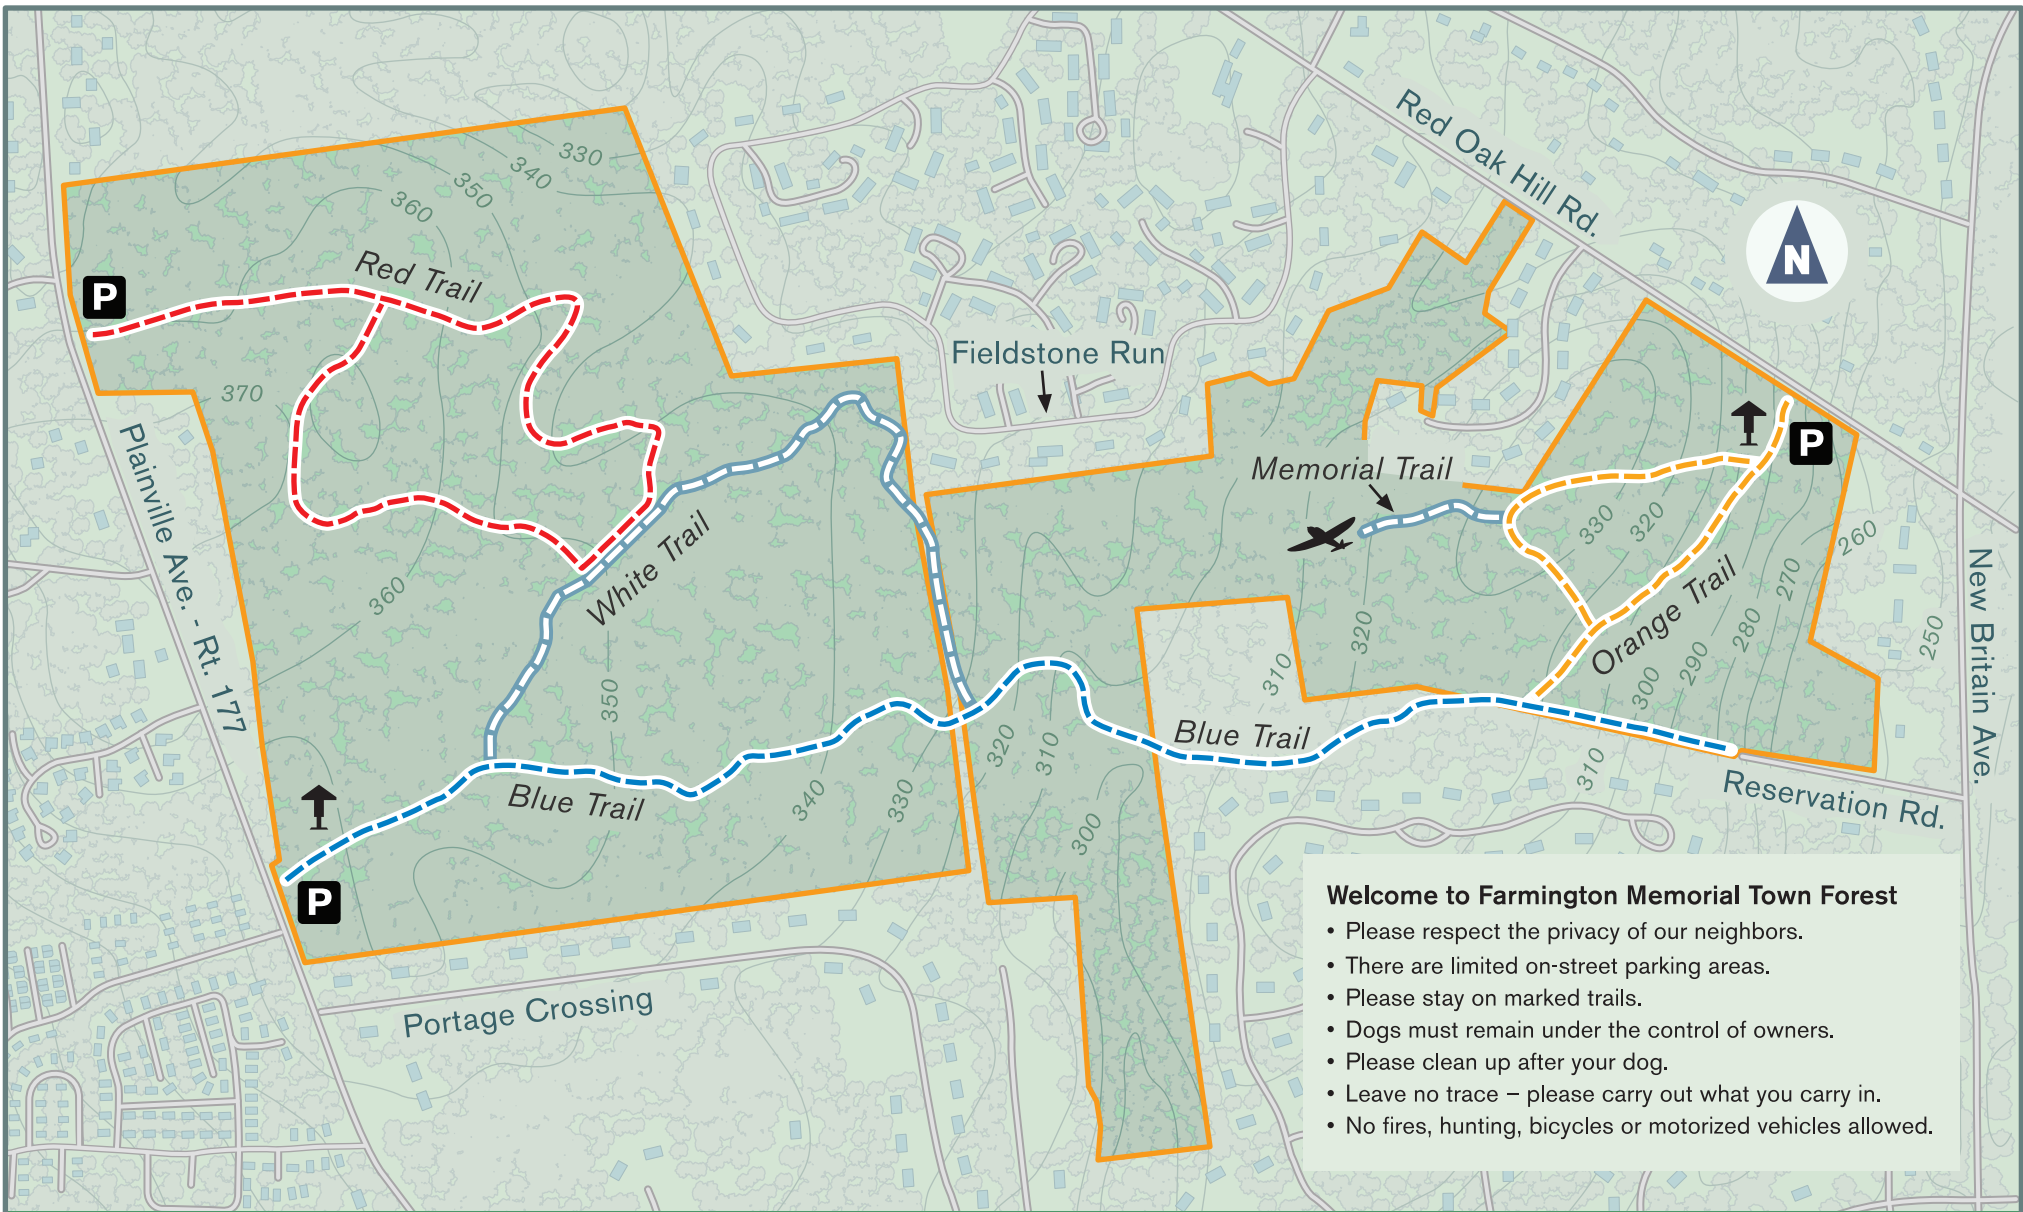 330
340
350
360
Red Trail
P
370
Red Oak Hill Rd.
N
Fieldstone Run
Plainville Ave. - Rt. 177
Memorial Trail
P
330
320
260
360
White Trail
270
Orange Trail
320
280
250
New Britain Ave.
310
290
300
350
Blue Trail
320
310
340
330
Blue Trail
310
Reservation Rd.
300
P
Portage Crossing
Welcome to Farmington Memorial Town Forest
• Please respect the privacy of our neighbors.
• There are limited on-street parking areas.
• Please stay on marked trails.
• Dogs must remain under the control of owners.
• Please clean up after your dog.
• Leave no trace – please carry out what you carry in.
• No fires, hunting, bicycles or motorized vehicles allowed.